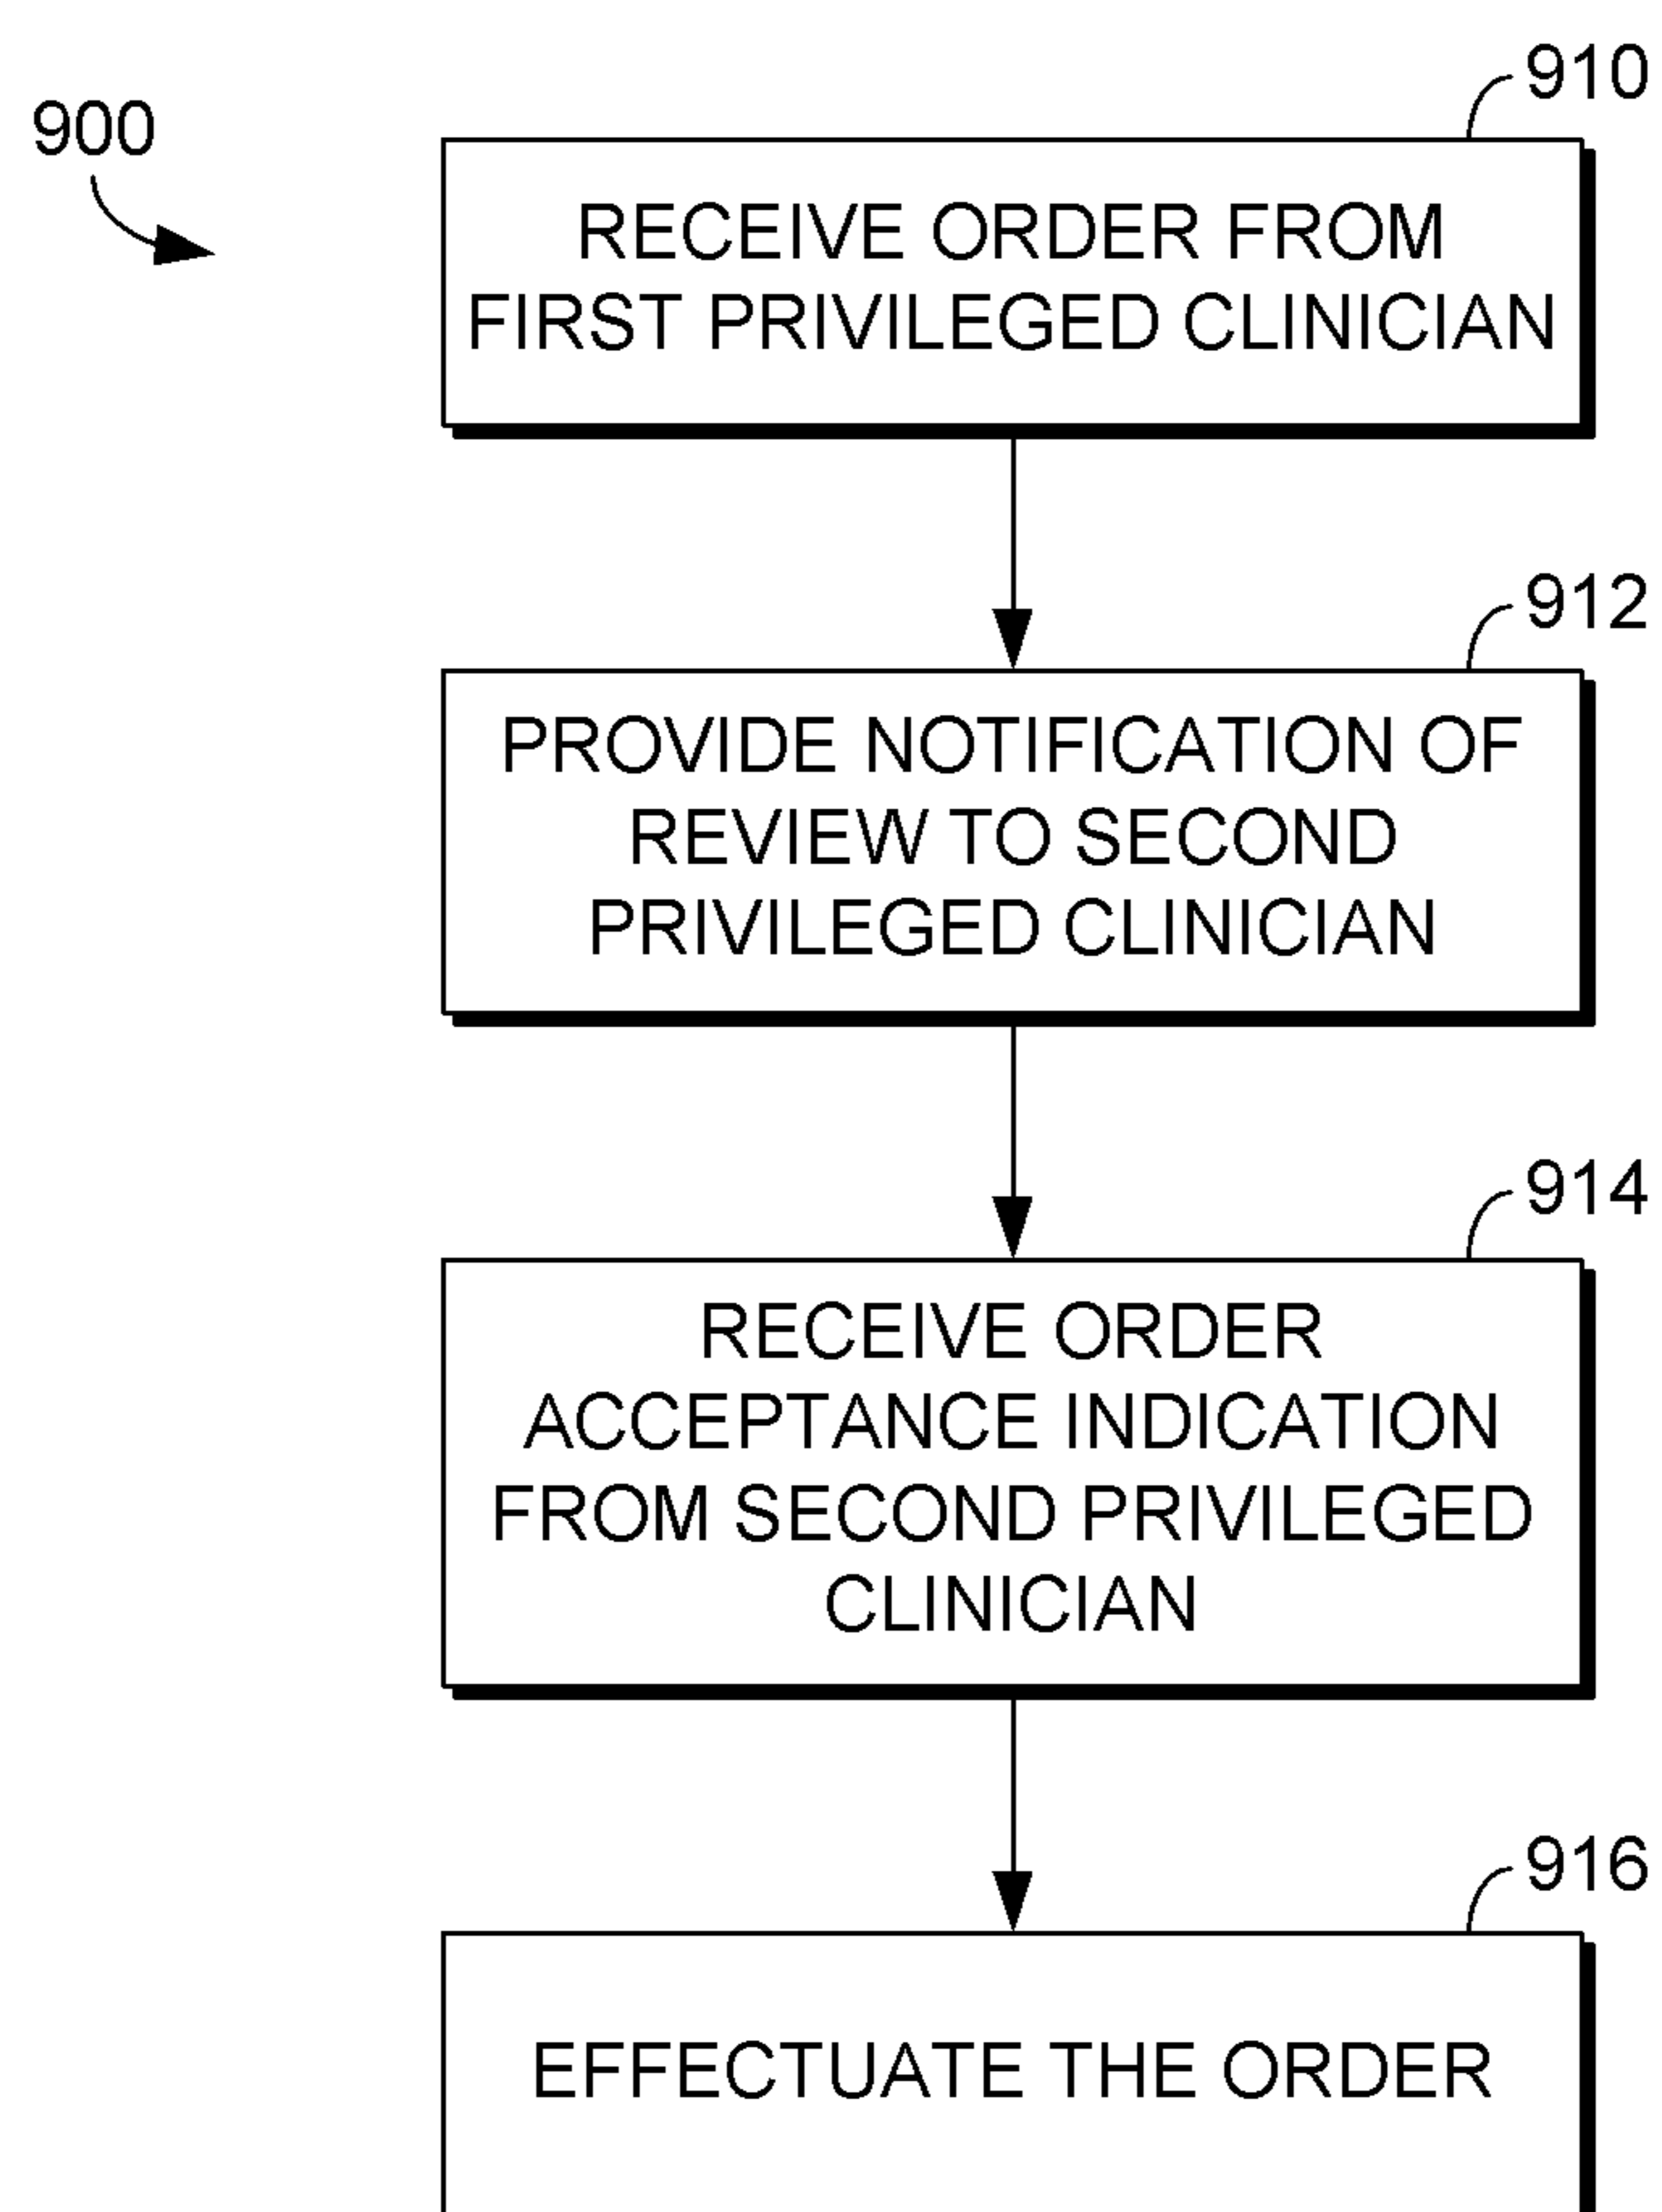 900
910
RECEIVE ORDER FROM
FIRST PRIVILEGED CLINICIAN
912
PROVIDE NOTIFICATION OF
REVIEW TO SECOND
PRIVILEGED CLINICIAN
914
RECEIVE ORDER
ACCEPTANCE INDICATION
FROM SECOND PRIVILEGED
CLINICIAN
916
EFFECTUATE THE ORDER